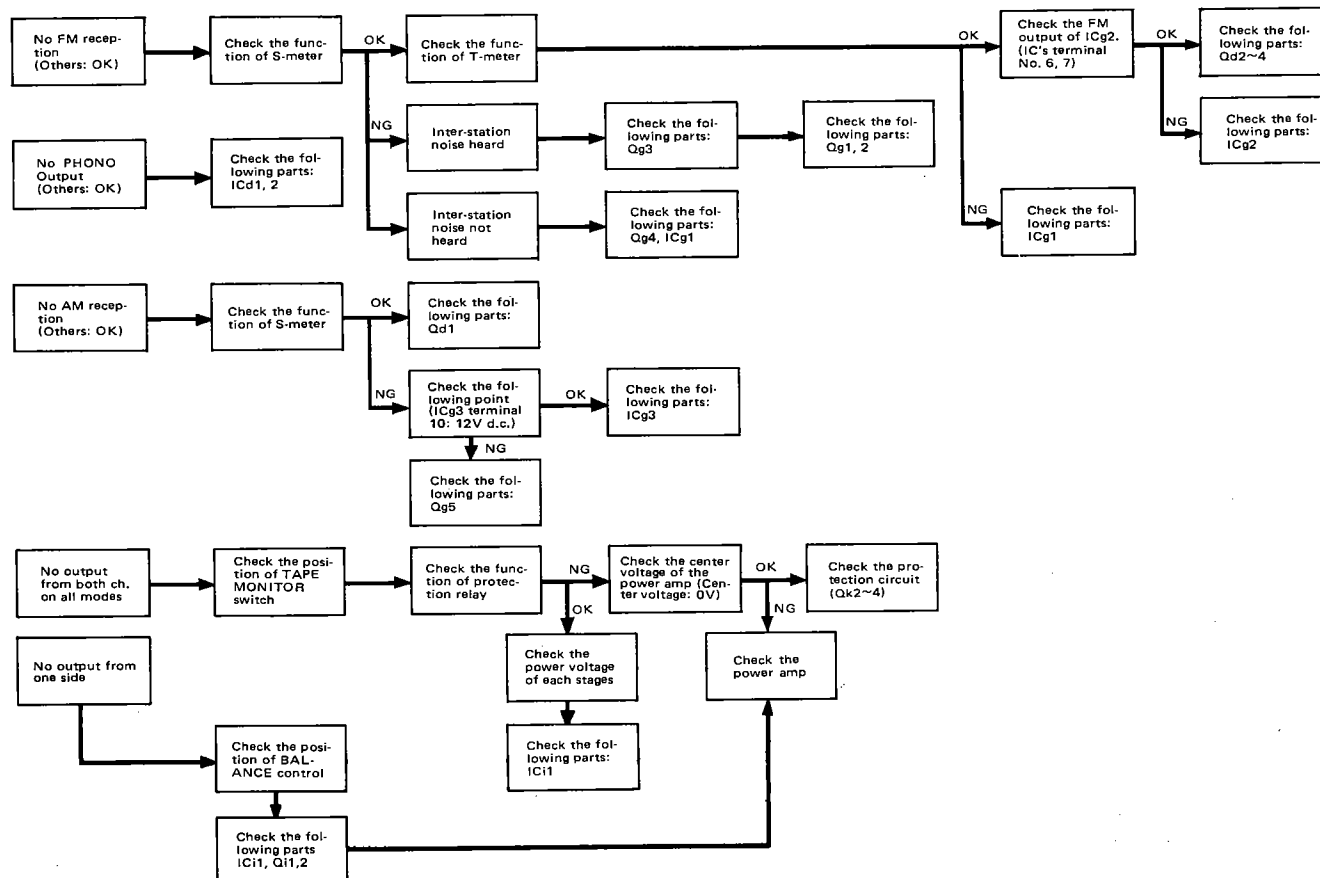 No FM recep-
tion
(Others: OK)
Check the func-
tion of S-meter
OK
Check the func-
tion of T-meter
OK
Check the FM
output of ICg2.
(IC's terminal
No. 6, 7)
OK
Check the fol-
lowing parts:
Qd2~4
NG
Check the fol-
lowing parts:
ICg2
NG
Inter-station
noise heard
Check the fol-
lowing parts:
Qg3
Check the fol-
lowing parts:
Qg1, 2
No PHONO
Output
(Others: OK)
Check the fol-
lowing parts:
ICd1, 2
Inter-station
noise not
heard
Check the fol-
lowing parts:
Qg4, ICg1
NG
Check the fol-
lowing parts:
ICg1
No AM recep-
tion
(Others: OK)
Check the func-
tion of S-meter
OK
Check the fol-
lowing parts:
Qd1
NG
Check the fol-
lowing point
(ICg3 terminal
10: 12V d.c.)
OK
Check the fol-
lowing parts:
ICg3
NG
Check the fol-
lowing parts:
Qg5
No output
from both ch.
on all modes
Check the posi-
tion of TAPE
MONITOR
switch
Check the func-
tion of protec-
tion relay
NG
Check the center
voltage of the
power amp (Cen-
ter voltage: 0V)
OK
Check the pro-
tection circuit
(Qk2~4)
OK
Check the
power voltage
of each stages
NG
Check the
power amp
Check the fol-
lowing parts:
ICi1
No output from
one side
Check the posi-
tion of BAL-
ANCE control
Check the fol-
lowing parts
ICi1, Qi1,2